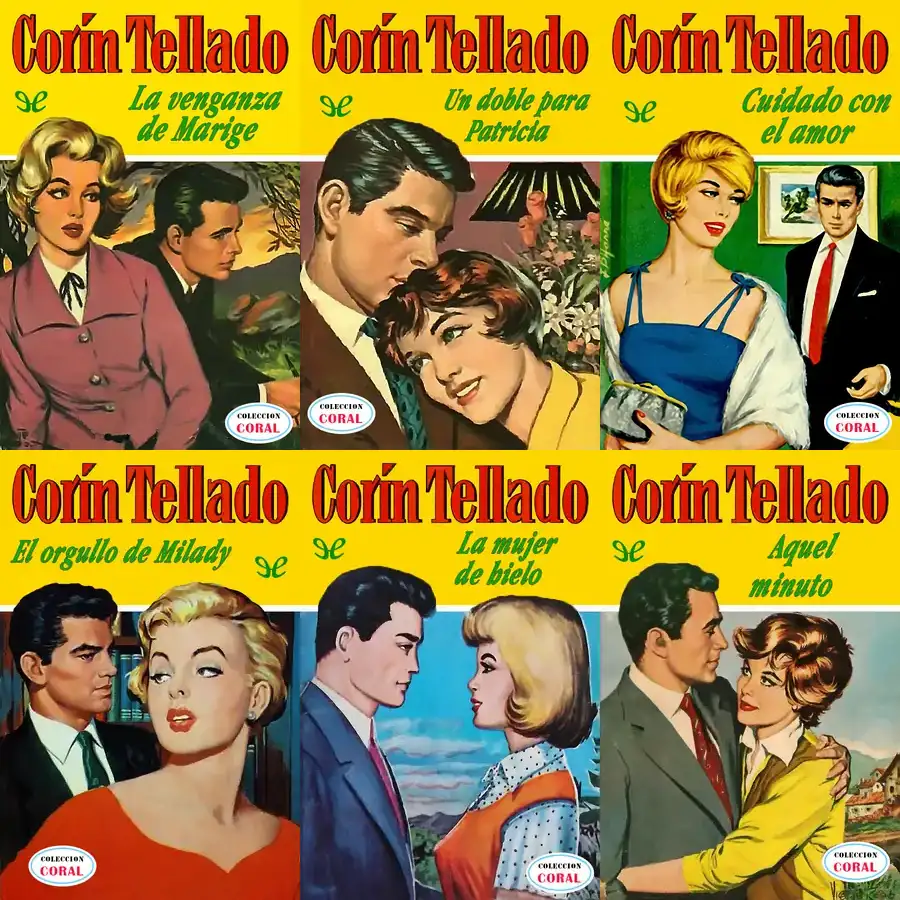 Corín Tellado
La venganza
de Marige
COLECCION
CORAL
Corín Tellado
Un doble para
Patricia
COLECCION
CORAL
Corín Tellado
Cuidado con
el amor
COLECCION
CORAL
Corín Tellado
El orgullo de Milady
COLECCION
CORAL
Corín Tellado
La mujer
de hielo
COLECCION
CORAL
Corín Tellado
Aquel
minuto
COLECCION
CORAL